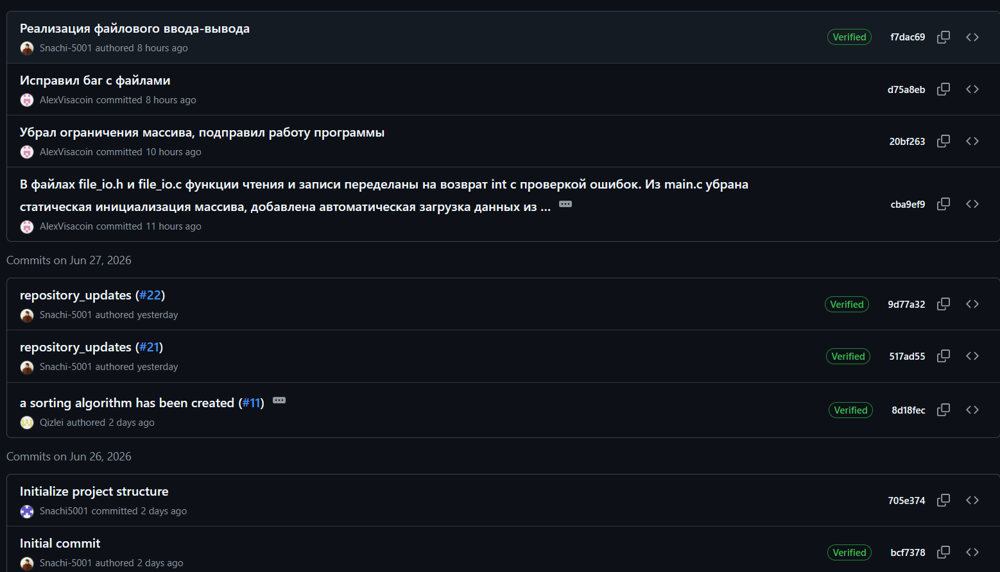 Реализация файлового ввода-вывода
Snachi-5001 authored 8 hours ago
Verified
f7dac69
Исправил баг с файлами
AlexVisacoin committed 8 hours ago
d75a8eb
Убрал ограничения массива, подправил работу программы
AlexVisacoin committed 10 hours ago
20bf263
В файлах file_io.h и file_io.c функции чтения и записи переделаны на возврат int с проверкой ошибок. Из main.c убрана
статическая инициализация массива, добавлена автоматическая загрузка данных из ...
AlexVisacoin committed 11 hours ago
cba9ef9
Commits on Jun 27, 2026
repository_updates (#22)
Snachi-5001 authored yesterday
Verified
9d77a32
repository_updates (#21)
Snachi-5001 authored yesterday
Verified
517ad55
a sorting algorithm has been created (#11)
Qizlei authored 2 days ago
Verified
8d18fec
Commits on Jun 26, 2026
Initialize project structure
Snachi5001 committed 2 days ago
705e374
Initial commit
Snachi-5001 authored 2 days ago
Verified
bcf7378